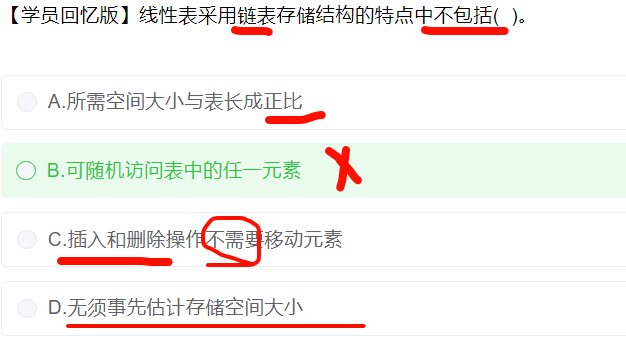 【学员回忆版】线性表采用链表存储结构的特点中不包括( )。
A.所需空间大小与表长成正比
B.可随机访问表中的任一元素
C.插入和删除操作不需要移动元素
D.无须事先估计存储空间大小